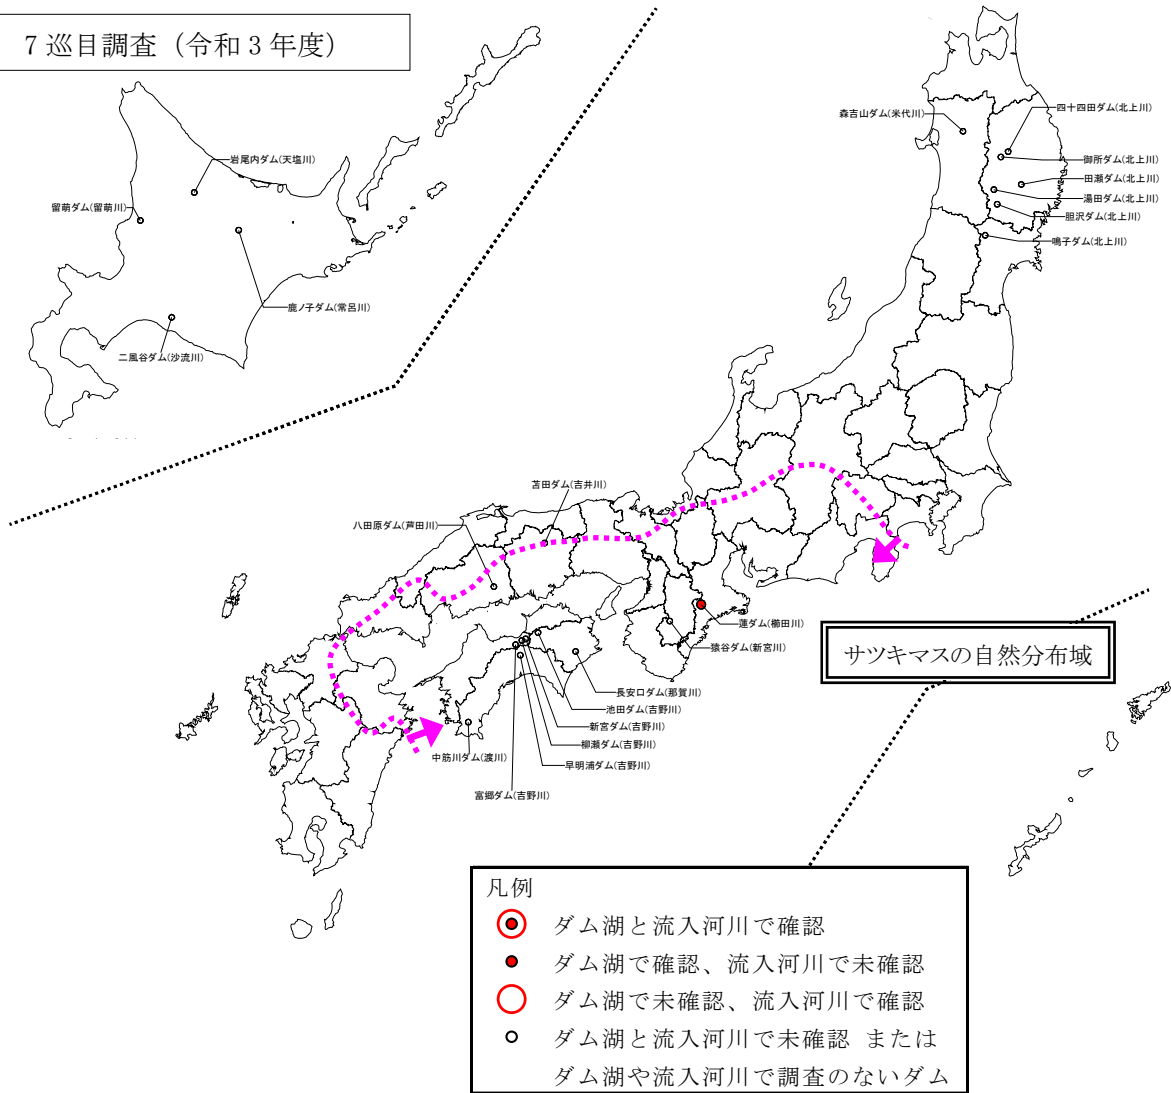 7巡目調査（令和3年度）
岩尾内ダム(天塩川)
留萌ダム(留萌川)
鹿ノ子ダム(常呂川)
二風谷ダム(沙流川)
森吉山ダム(米代川)
四十四田ダム(北上川)
御所ダム(北上川)
田瀬ダム(北上川)
湯田ダム(北上川)
胆沢ダム(北上川)
鳴子ダム(北上川)
苫田ダム(吉井川)
八田原ダム(芦田川)
蓮ダム(櫛田川)
猿谷ダム(新宮川)
サツキマスの自然分布域
長安口ダム(那賀川)
池田ダム(吉野川)
新宮ダム(吉野川)
柳瀬ダム(吉野川)
中筋川ダム(渡川)
早明浦ダム(吉野川)
富郷ダム(吉野川)
凡例
ダム湖と流入河川で確認
ダム湖で確認、流入河川で未確認
ダム湖で未確認、流入河川で確認
ダム湖と流入河川で未確認 または
ダム湖や流入河川で調査のないダム